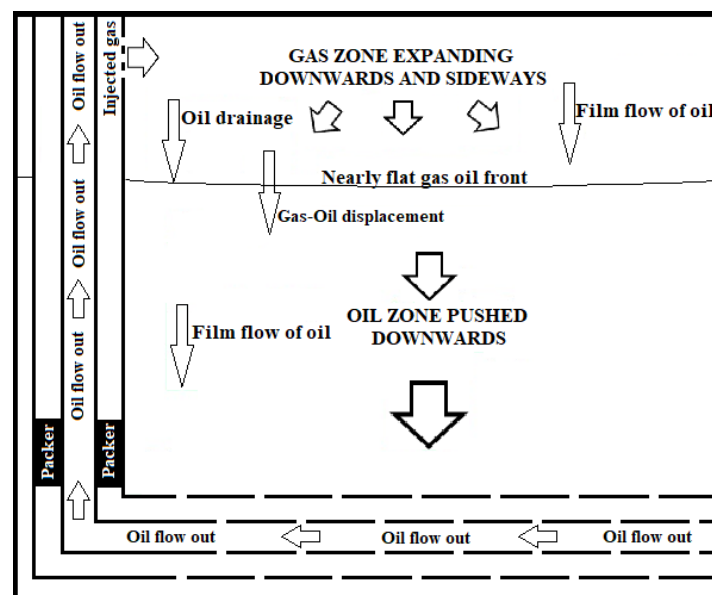 Oil flow out
Injected gas
GAS ZONE EXPANDING
DOWNWARDS AND SIDEWAYS
Oil drainage
Film flow of oil
Nearly flat gas oil front
Gas-Oil displacement
Oil flow out
OIL ZONE PUSHED
DOWNWARDS
Film flow of oil
Oil flow out
Packer
Packer
Oil flow out
Oil flow out
Oil flow out